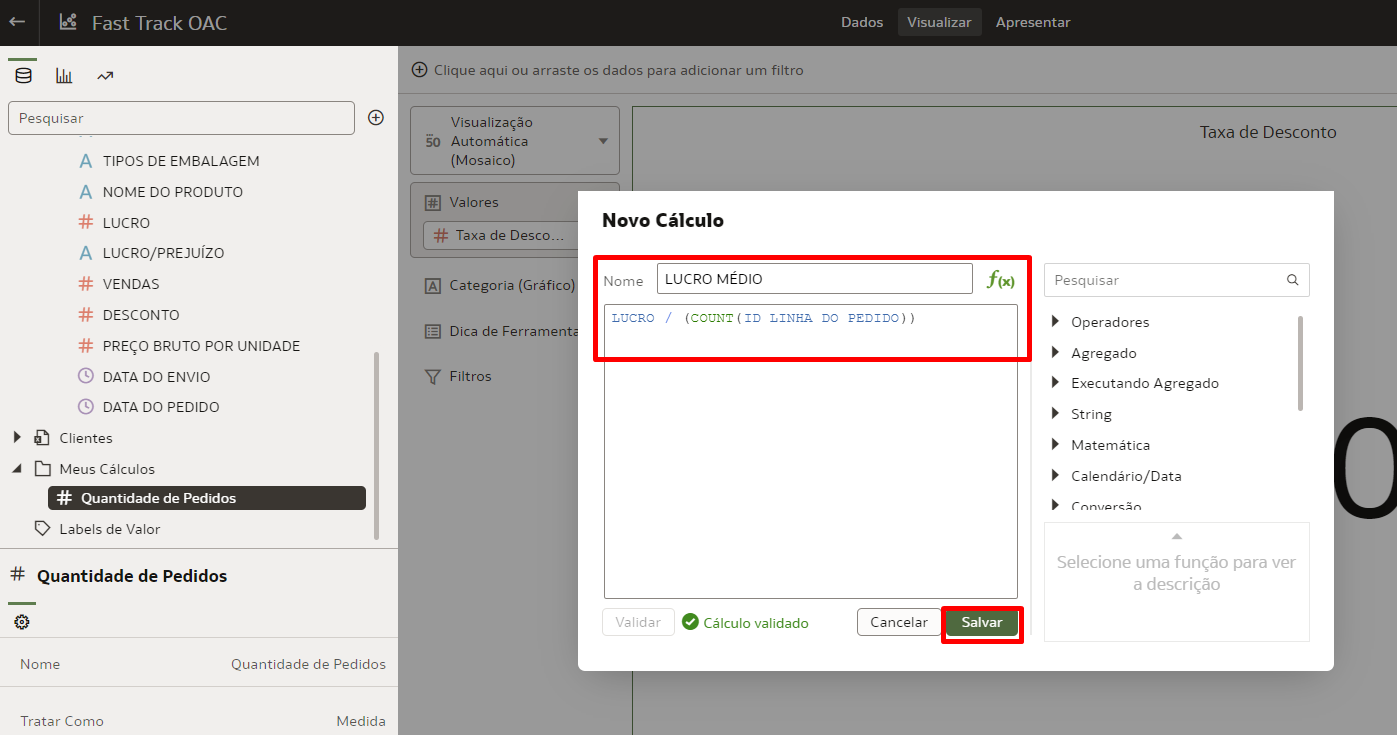 Fast Track OAC
Dados
Visualizar
Apresentar
Pesquisar
TIPOS DE EMBALAGEM
NOME DO PRODUTO
LUCRO
LUCRO/PREJUÍZO
VENDAS
DESCONTO
PREÇO BRUTO POR UNIDADE
DATA DO ENVIO
DATA DO PEDIDO
Clientes
Meus Cálculos
Quantidade de Pedidos
Labels de Valor
Quantidade de Pedidos
Nome
Quantidade de Pedidos
Tratar Como
Medida
Clique aqui ou arraste os dados para adicionar um filtro
50
Visualização
Automática
(Mosaico)
Valores
Taxa de Desco...
Categoria (Gráfico)
Dica de Ferramenta
Filtros
Taxa de Desconto
0
Novo Cálculo
Nome
LUCRO MÉDIO
f(x)
LUCRO / (COUNT(ID LINHA DO PEDIDO))
Validar
Cálculo validado
Cancelar
Salvar
Pesquisar
Operadores
Agregado
Executando Agregado
String
Matemática
Calendário/Data
Conversão
Selecione uma função para ver
a descrição